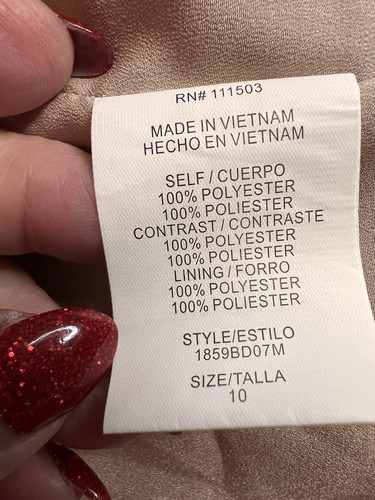 RN# 111503
MADE IN VIETNAM
HECHO EN VIETNAM
SELF / CUERPO
100% POLYESTER
100% POLIESTER
CONTRAST / CONTRASTE
100% POLYESTER
100% POLIESTER
LINING / FORRO
100% POLYESTER
100% POLIESTER
STYLE/ESTILO
1859BD07M
SIZE/TALLA
10